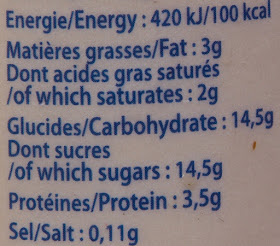 Energie/Energy : 420 kJ/100 kcal
Matières grasses/Fat : 3g
Dont acides gras saturés
/of which saturates : 2g
Glucides/Carbohydrate : 14,5g
Dont sucres
/of which sugars : 14,5g
Protéines/Protein : 3,5g
Sel/Salt : 0,11g